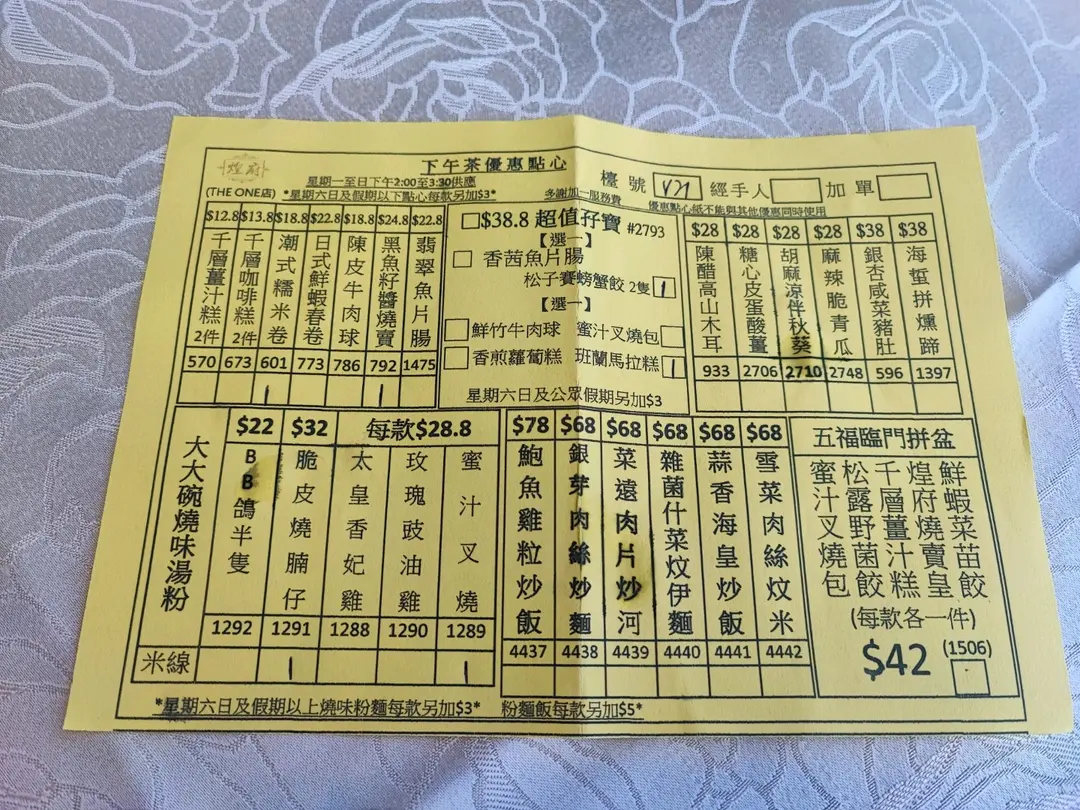 煌府
(THE ONE店)
下午茶優惠點心
星期一至日下午2:00至3:30供應
*星期六日及假期以下點心每款另加$3*
多謝加一服務費
檯號 V21 經手人 加單
優惠點心紙不能與其他優惠同時使用
$12.8 千層薑汁糕 2件 570
$13.8 千層咖啡糕 2件 673
$18.8 潮式糯米卷 601 1
$22.8 日式鮮蝦春卷 773
$18.8 陳皮牛肉球 786
$24.8 黑魚籽醬燒賣 792 1
$22.8 翡翠魚片腸 1475
$38.8 超值孖寶 #2793
【選一】
香茜魚片腸
松子賽螃蟹餃 2隻 1
【選一】
鮮竹牛肉球 蜜汁叉燒包
香煎蘿蔔糕 班蘭馬拉糕 1
星期六日及公眾假期另加$3
$28 陳醋高山木耳 933
$28 糖心皮蛋酸薑 2706
$28 胡麻涼伴秋葵 2710
$28 麻辣脆青瓜 2748
$38 銀杏咸菜豬肚 596
$38 海蜇拼燻蹄 1397
大大碗燒味湯粉
米線
$22 BB鴿半隻 1292
$32 脆皮燒腩仔 1291 1
每款$28.8
太皇香妃雞 1288
玫瑰豉油雞 1290
蜜汁叉燒 1289 1
$78 鮑魚雞粒炒飯 4437
$68 銀芽肉絲炒麵 4438
$68 菜遠肉片炒河 4439
$68 雜菌什菜炆伊麵 4440
$68 蒜香海皇炒飯 4441
$68 雪菜肉絲炆米 4442
五福臨門拼盆
鮮蝦菜苗餃
煌府燒賣皇
千層薑汁糕
松露野菌餃
蜜汁叉燒包
(每款各一件)
$42 (1506)
*星期六日及假期以上燒味粉麵每款另加$3* 粉麵飯每款另加$5*